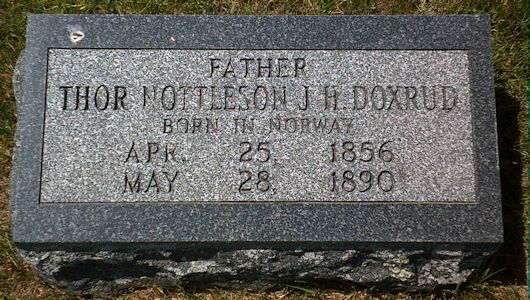 FATHER
THOR NOTTLESON J H DOXRUD
BORN IN NORWAY
APR. 25, 1856
MAY 28, 1890